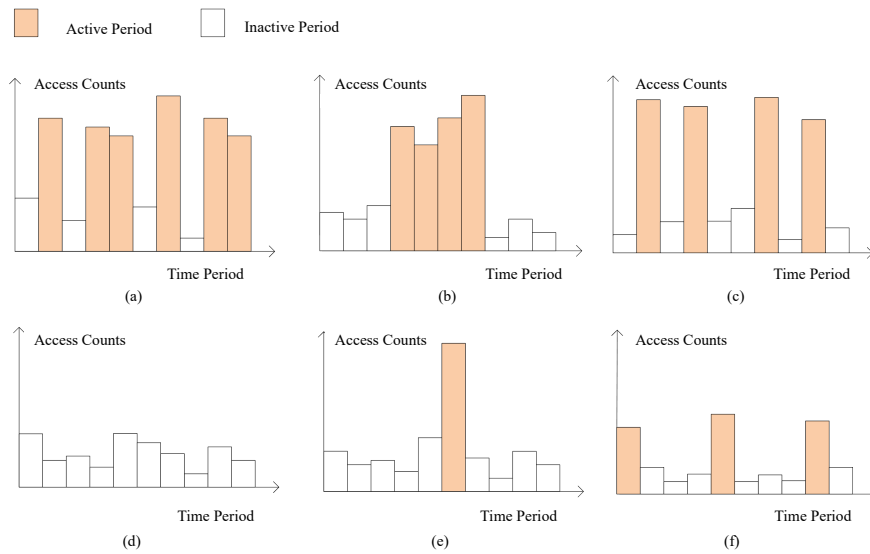 Active Period
Inactive Period
Access Counts
Access Counts
Access Counts
Time Period
Time Period
Time Period
(a)
(b)
(c)
Access Counts
Access Counts
Access Counts
Time Period
Time Period
Time Period
(d)
(e)
(f)